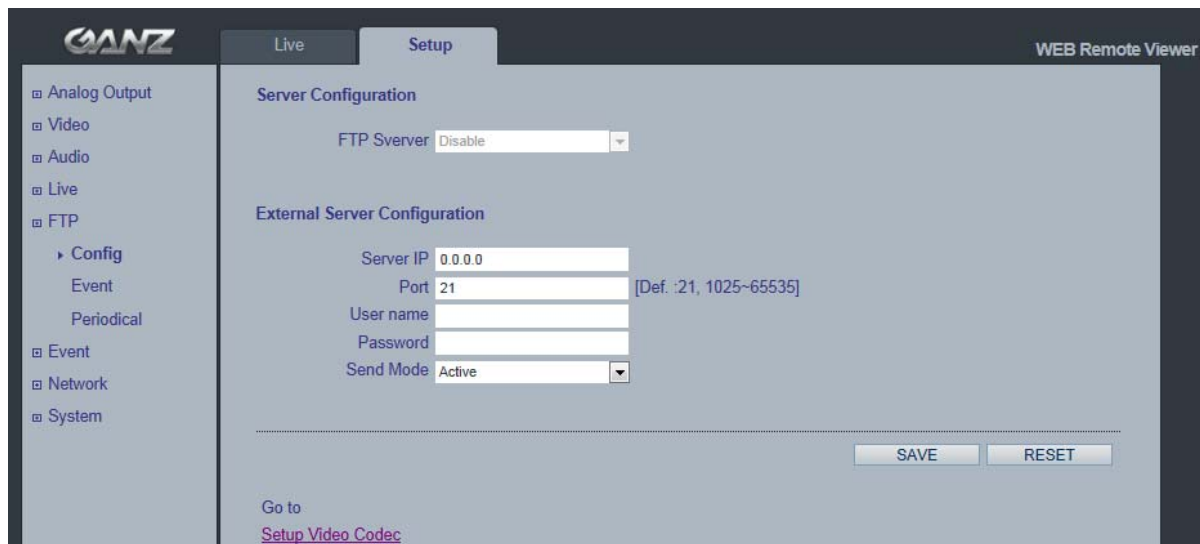 GANZ
Live
Setup
WEB Remote Viewer
Analog Output
Video
Audio
Live
FTP
Config
Event
Periodical
Event
Network
System
Server Configuration
FTP Sverver Disable
External Server Configuration
Server IP 0.0.0.0
Port 21 [Def. :21, 1025~65535]
User name
Password
Send Mode Active
SAVE RESET
Go to
Setup Video Codec